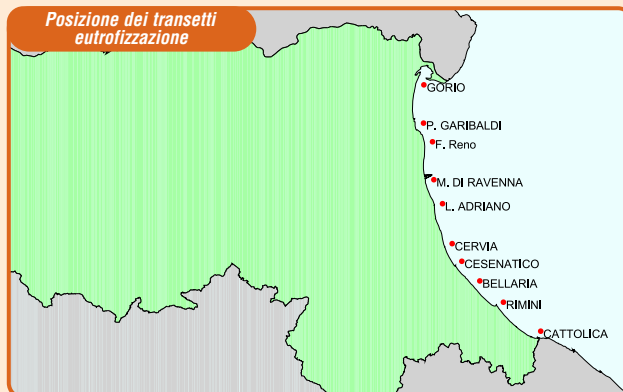 Posizione dei transetti
eutrofizzazione
GORIO
P. GARIBALDI
F. Reno
M. DI RAVENNA
L. ADRIANO
CERVIA
CESENATICO
BELLARIA
RIMINI
CATTOLICA